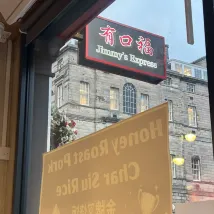 有口福
Jimmy's Express
Honey Roast Pork
Char Siu Rice